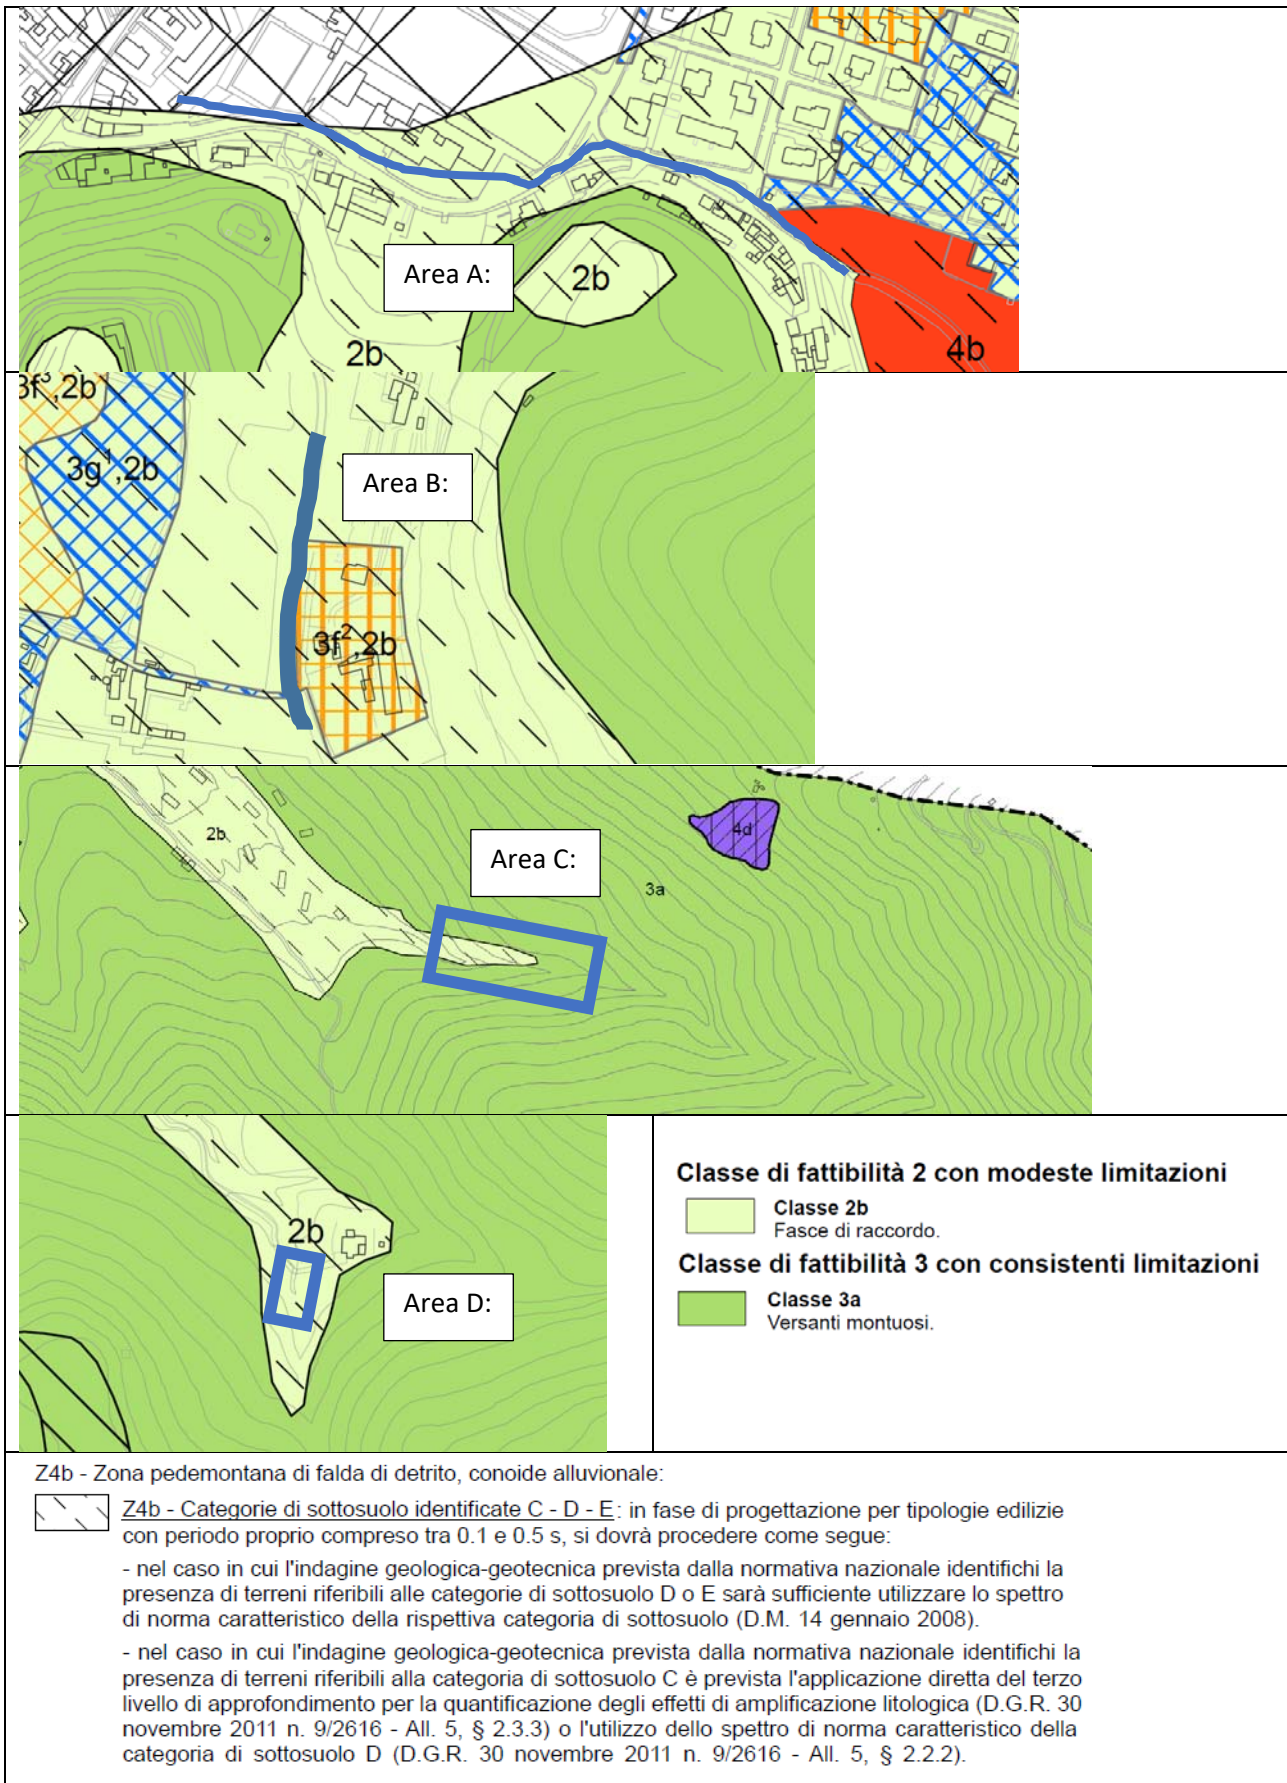 Area A:
2b
2b
4b
3f³,2b
3g¹,2b
Area B:
3f²,2b
2b
Area C:
4d
3a
2b
Area D:
Classe di fattibilità 2 con modeste limitazioni
Classe 2b
Fasce di raccordo.
Classe di fattibilità 3 con consistenti limitazioni
Classe 3a
Versanti montuosi.
Z4b - Zona pedemontana di falda di detrito, conoide alluvionale:
Z4b - Categorie di sottosuolo identificate C - D - E: in fase di progettazione per tipologie edilizie
con periodo proprio compreso tra 0.1 e 0.5 s, si dovrà procedere come segue:
- nel caso in cui l'indagine geologica-geotecnica prevista dalla normativa nazionale identifichi la
presenza di terreni riferibili alle categorie di sottosuolo D o E sarà sufficiente utilizzare lo spettro
di norma caratteristico della rispettiva categoria di sottosuolo (D.M. 14 gennaio 2008).
- nel caso in cui l'indagine geologica-geotecnica prevista dalla normativa nazionale identifichi la
presenza di terreni riferibili alla categoria di sottosuolo C è prevista l'applicazione diretta del terzo
livello di approfondimento per la quantificazione degli effetti di amplificazione litologica (D.G.R. 30
novembre 2011 n. 9/2616 - All. 5, § 2.3.3) o l'utilizzo dello spettro di norma caratteristico della
categoria di sottosuolo D (D.G.R. 30 novembre 2011 n. 9/2616 - All. 5, § 2.2.2).